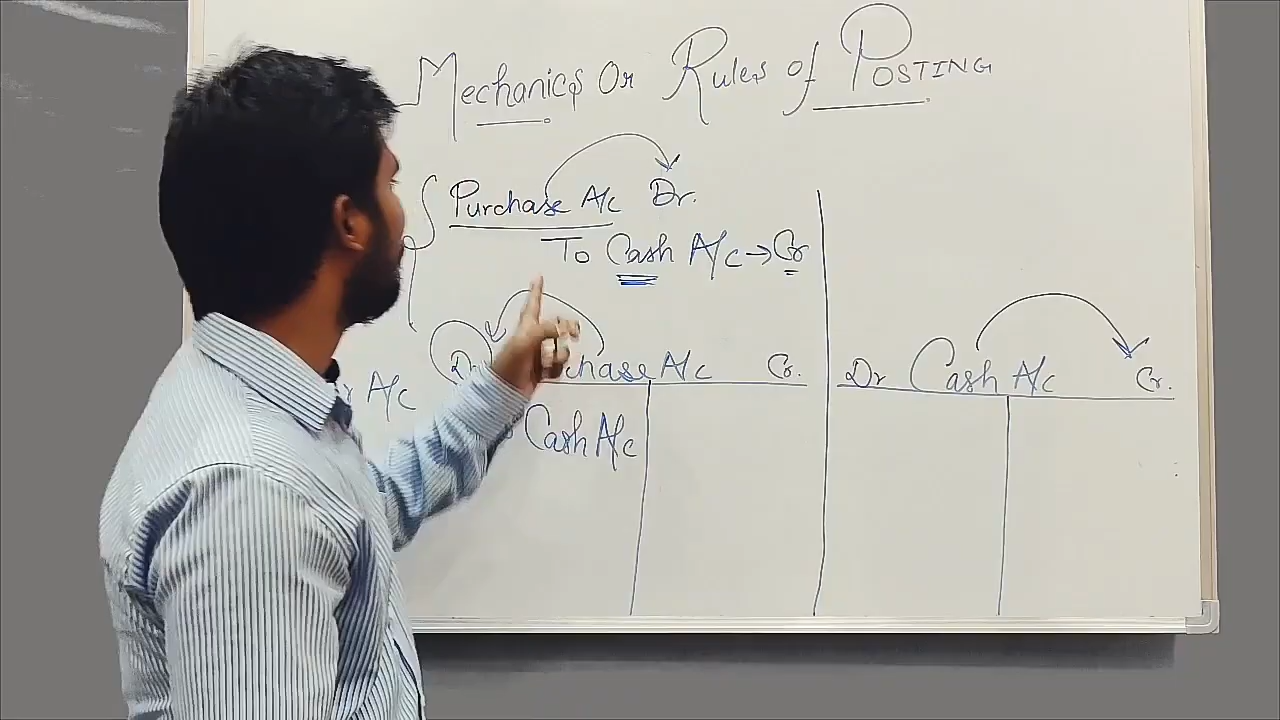 Mechanics Or Rules of POSTING
Purchase A/c Dr.
To Cash A/c → Cr
A/c Cr.
Dr Cash A/c Cr.
A/c
Cash A/c